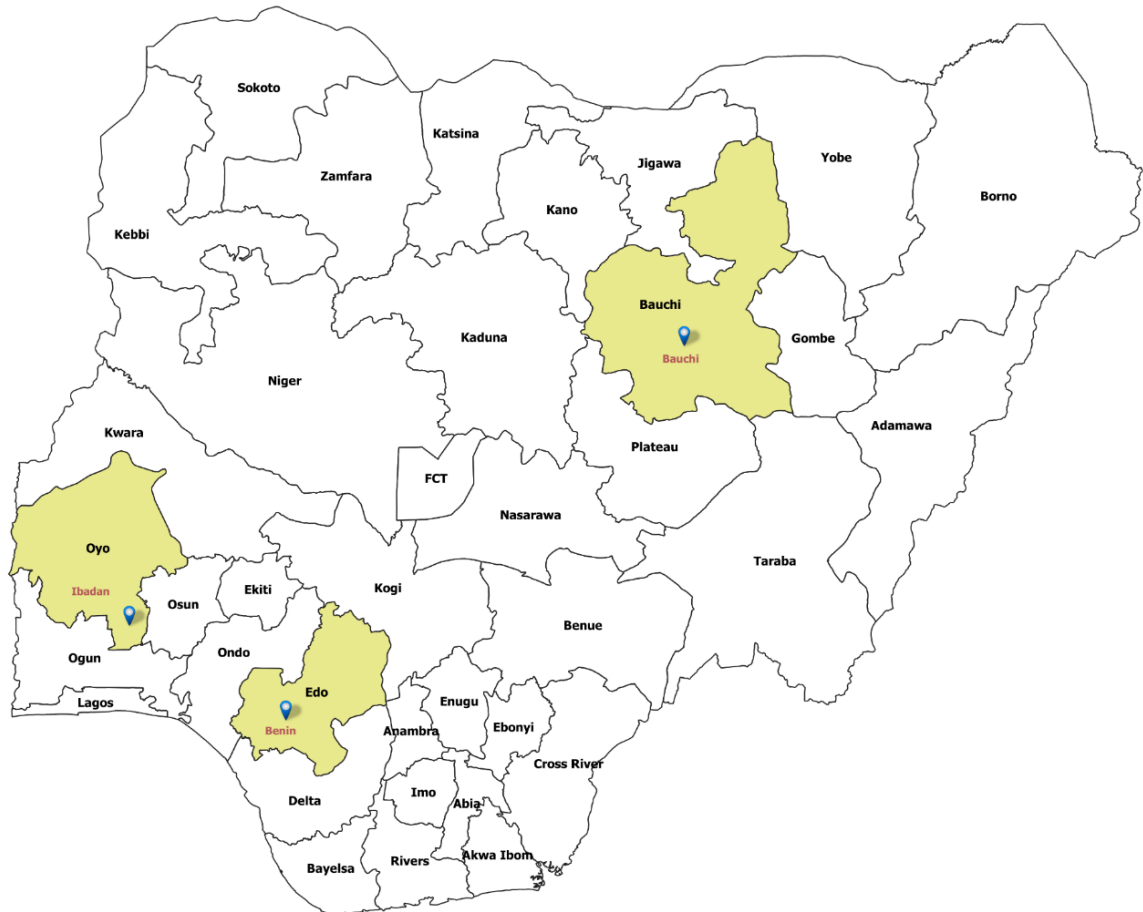 Sokoto
Katsina
Jigawa
Yobe
Zamfara
Borno
Kano
Kebbi
Bauchi
Kaduna
Gombe
Bauchi
Niger
Adamawa
Kwara
Plateau
FCT
Nasarawa
Oyo
Taraba
Ibadan
Ekiti
Kogi
Osun
Benue
Ondo
Ogun
Edo
Enugu
Lagos
Ebonyi
Benin
Anambra
Cross River
Imo
Delta
Abia
Akwa Ibom
Rivers
Bayelsa